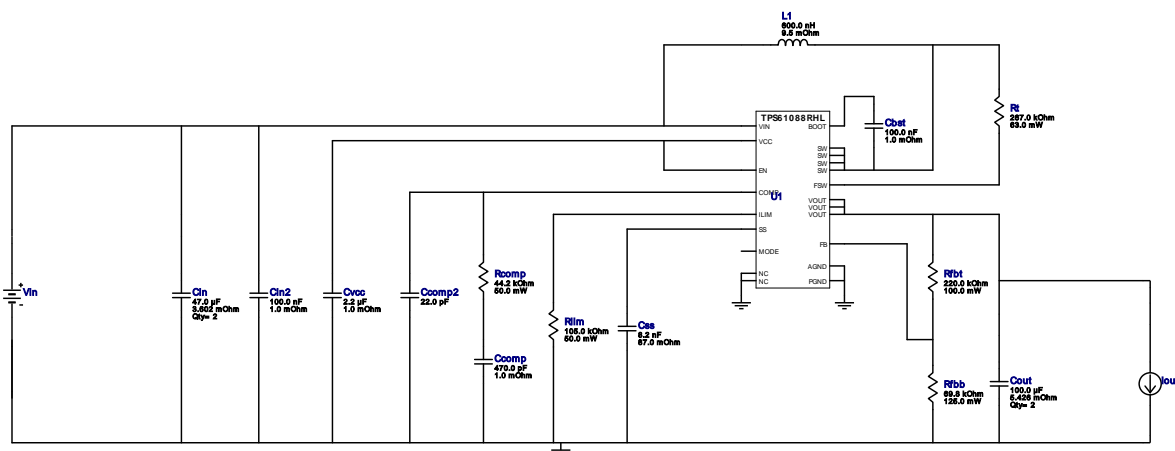 L1
600.0 nH
9.5 mOhm
Rt
287.0 kOhm
63.0 mW
TPS61088RHL
VIN
BOOT
Cbst
100.0 nF
1.0 mOhm
VCC
SW
SW
SW
EN
SW
FSW
COMP
U1
VOUT
VOUT
ILIM
VOUT
SS
FB
MODE
AGND
NC
NC
PGND
Rcomp
44.2 kOhm
50.0 mW
Rfbt
220.0 kOhm
100.0 mW
Vin
+
-
Cin
47.0 µF
3.602 mOhm
Qty= 2
Cin2
100.0 nF
1.0 mOhm
Cvcc
2.2 µF
1.0 mOhm
Ccomp2
22.0 pF
Rlim
105.0 kOhm
50.0 mW
Css
8.2 nF
87.0 mOhm
Ccomp
470.0 pF
1.0 mOhm
Rfbb
69.8 kOhm
125.0 mW
Cout
100.0 µF
5.426 mOhm
Qty= 2
Iou